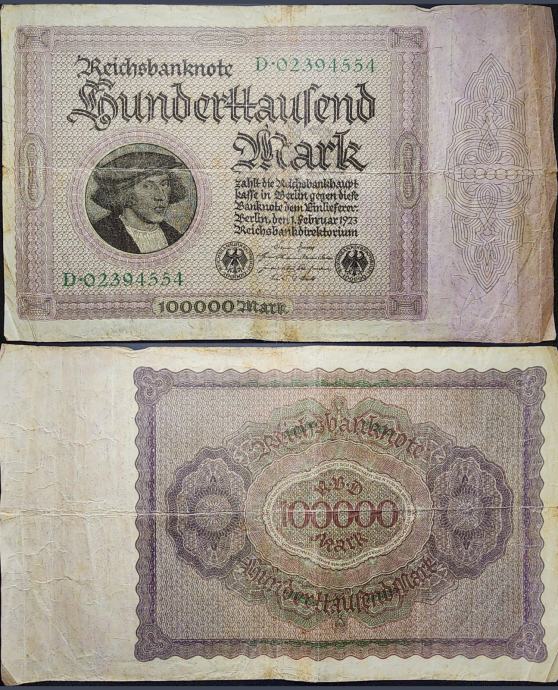 Reichsbanknote
D·02394554
Hunderttausend
Mark
zahlt die Reichsbankhaupt
kasse in Berlin gegen diese
Banknote dem Einlieferer.
Berlin, den 1. Februar 1923
Reichsbankdirektorium
D·02394554
100000 Mark
Reichsbanknote
R·B·D
100000
Mark
Hunderttausend Mark